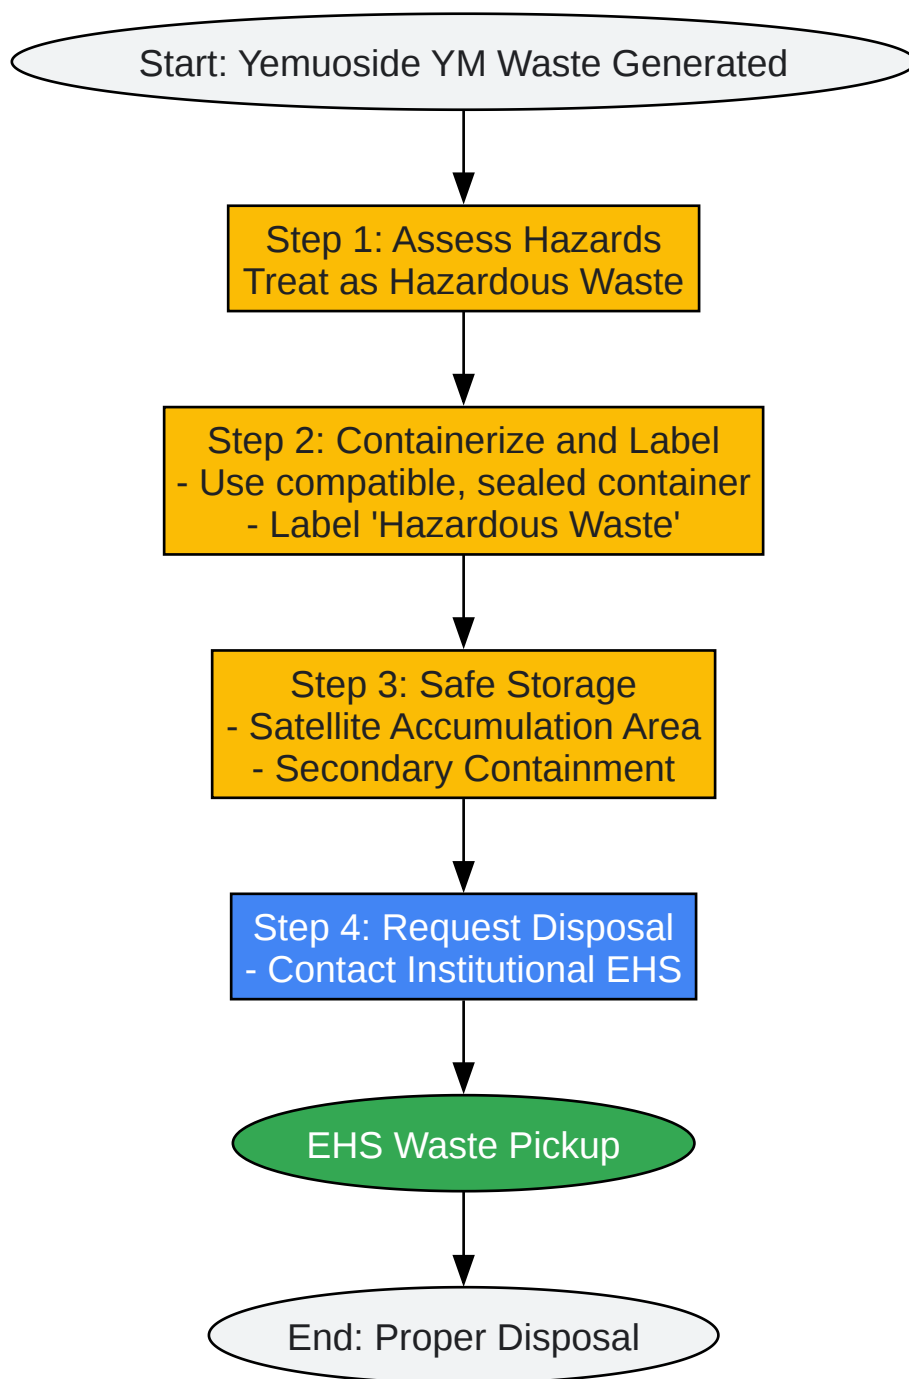 Start: Yemuoside YM Waste Generated
Step 1: Assess Hazards
Treat as Hazardous Waste
Step 2: Containerize and Label
- Use compatible, sealed container
- Label 'Hazardous Waste'
Step 3: Safe Storage
- Satellite Accumulation Area
- Secondary Containment
Step 4: Request Disposal
- Contact Institutional EHS
EHS Waste Pickup
End: Proper Disposal